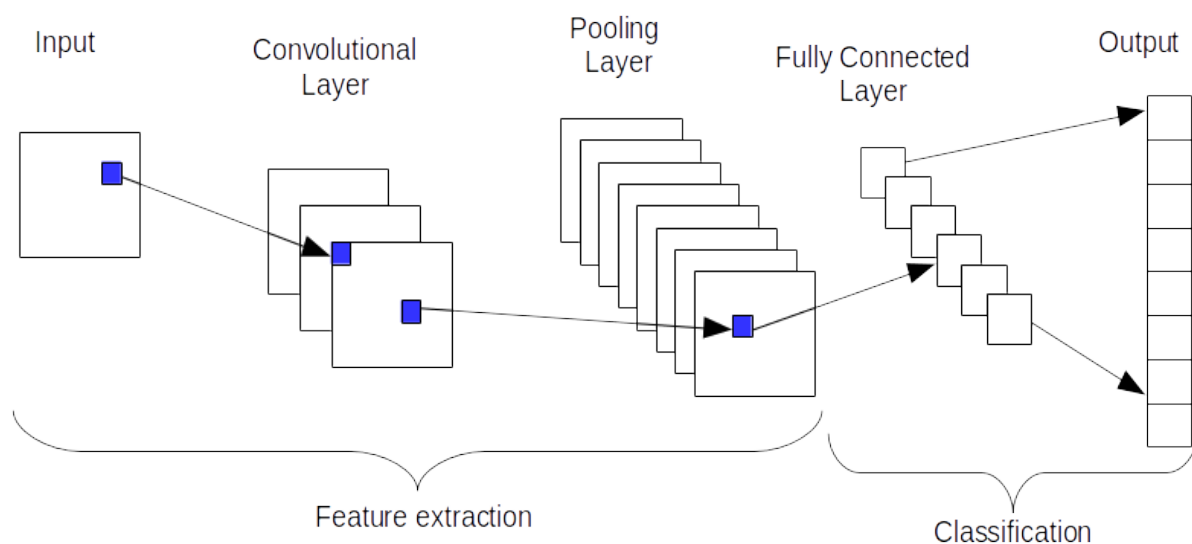 Input
Convolutional
Layer
Pooling
Layer
Fully Connected
Layer
Output
Feature extraction
Classification